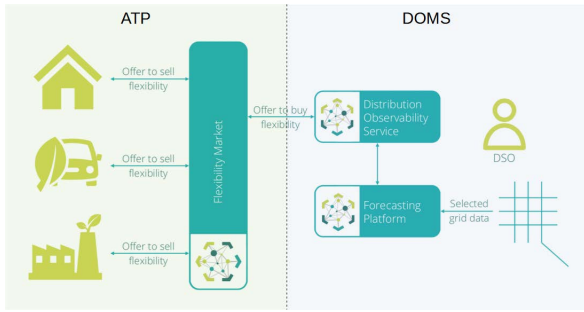 ATP
DOMS
Offer to sell
flexibility
Offer to sell
flexibility
Offer to sell
flexibility
Flexibility Market
Offer to buy
flexibility
Distribution
Observability
Service
DSO
Forecasting
Platform
Selected
grid data